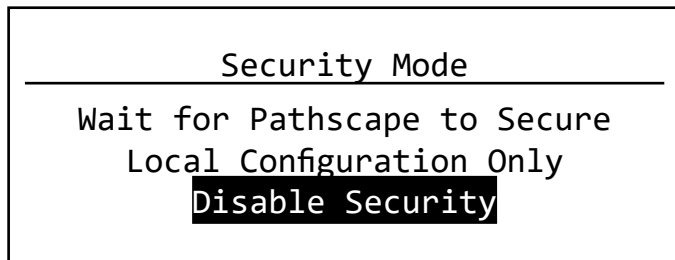 Security Mode
Wait for Pathscape to Secure
Local Configuration Only
Disable Security